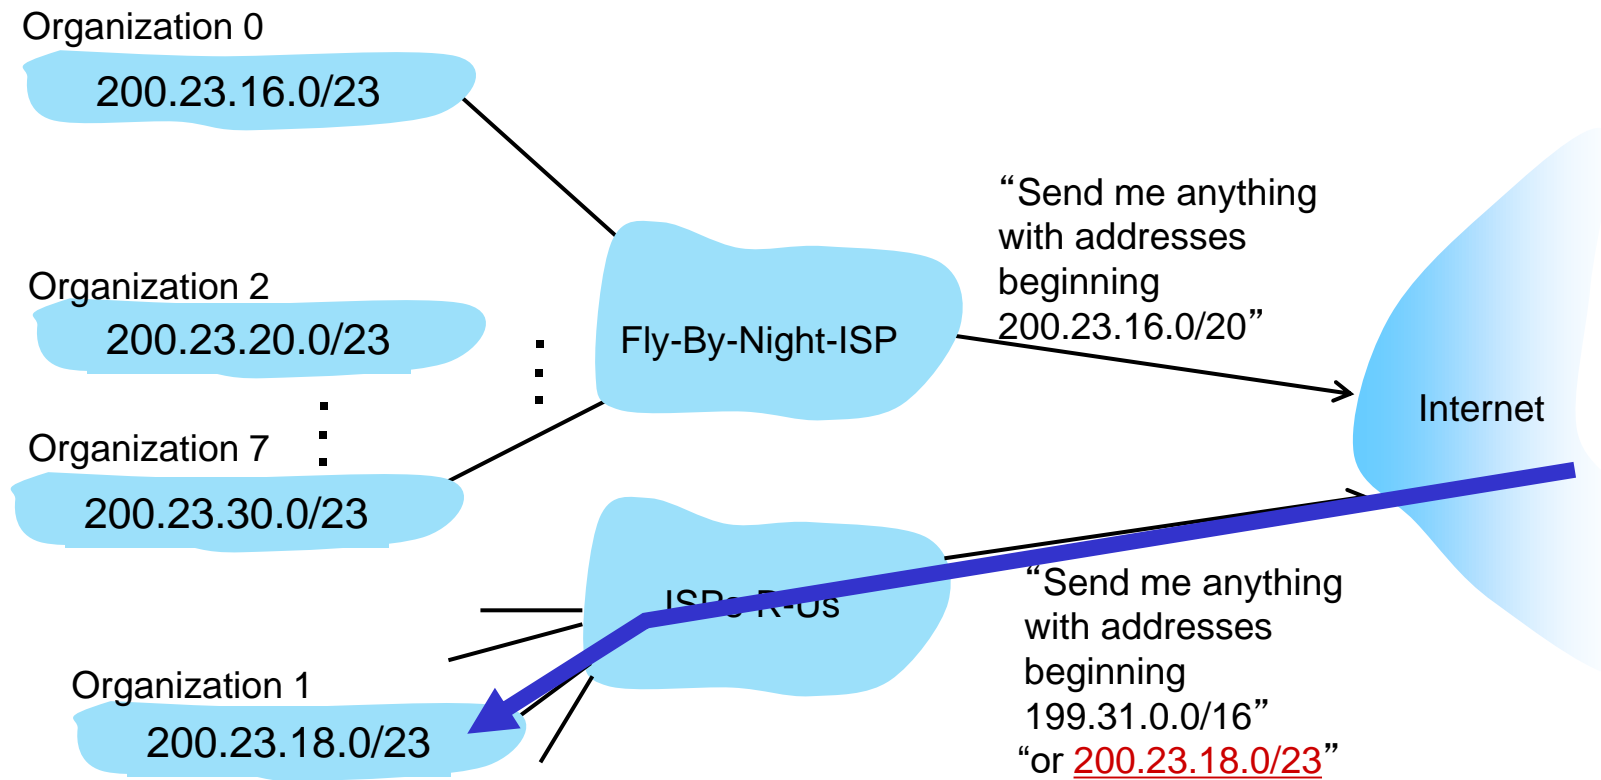 Organization 0
200.23.16.0/23
Organization 2
200.23.20.0/23
Organization 7
200.23.30.0/23
Organization 1
200.23.18.0/23
Fly-By-Night-ISP
ISPs-R-Us
“Send me anything
with addresses
beginning
200.23.16.0/20”
Internet
“Send me anything
with addresses
beginning
199.31.0.0/16”
“or 200.23.18.0/23”